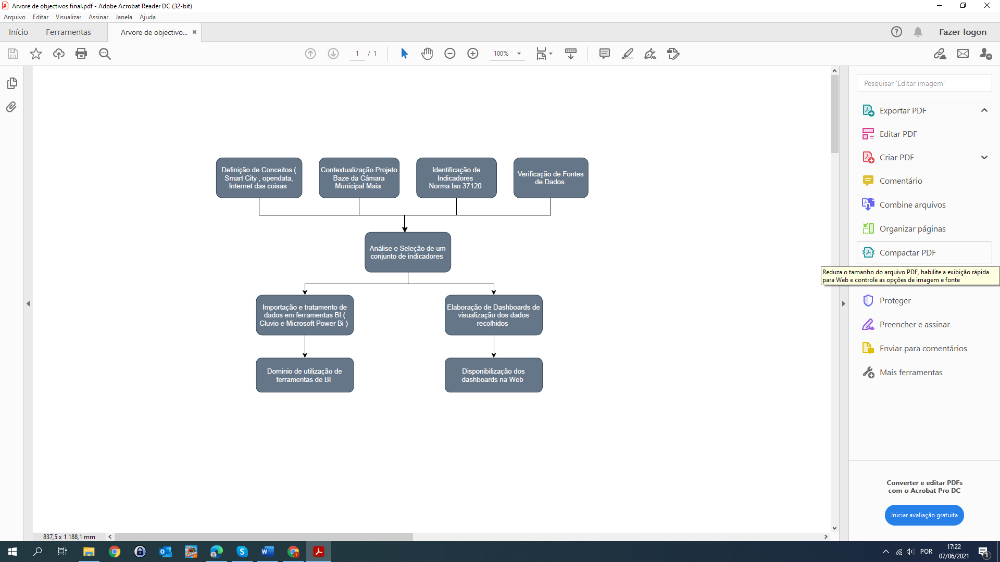 Arvore de objectivos final.pdf - Adobe Acrobat Reader DC (32-bit)
Arquivo Editar Visualizar Assinar Janela Ajuda
Início Ferramentas Arvore de objectivo... × Fazer logon
1 / 1 100%
Pesquisar 'Editar imagem'
Exportar PDF
Editar PDF
Criar PDF
Comentário
Combine arquivos
Organizar páginas
Compactar PDF
Reduza o tamanho do arquivo PDF, habilite a exibição rápida
para Web e controle as opções de imagem e fonte
Proteger
Preencher e assinar
Enviar para comentários
Mais ferramentas
Converter e editar PDFs
com o Acrobat Pro DC
Iniciar avaliação gratuita
Definição de Conceitos (
Smart City , opendata,
Internet das coisas
Contextualização Projeto
Baze da Câmara
Municipal Maia
Identificação de
Indicadores
Norma Iso 37120
Verificação de Fontes
de Dados
Análise e Seleção de um
conjunto de indicadores
Importação e tratamento de
dados em ferramentas BI (
Cluvio e Microsoft Power Bi )
Elaboração de Dashboards de
visualização dos dados
recolhidos
Dominio de utilização de
ferramentas de BI
Disponibilização dos
dashboards na Web
837,5 x 1 188,1 mm
POR
17:22
07/06/2021
1